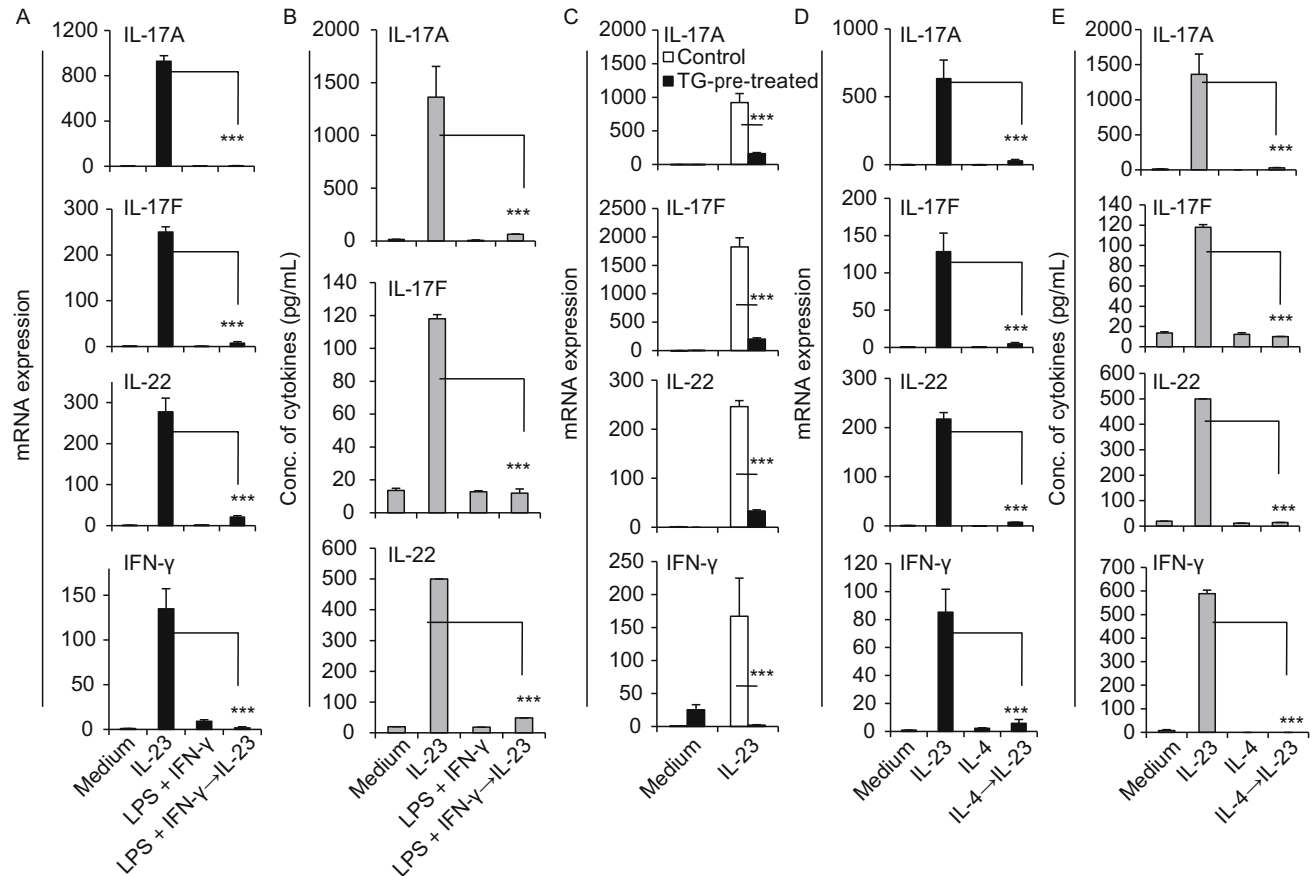 A
mRNA expression
IL-17A
1200
900
600
300
0
***
IL-17F
300
200
100
0
***
IL-22
300
200
100
0
***
IFN-γ
150
100
50
0
***
Medium
IL-23
LPS + IFN-γ
LPS + IFN-γ→IL-23
B
Conc. of cytokines (pg/mL)
IL-17A
2000
1500
1000
500
0
***
IL-17F
120
100
80
60
40
20
0
***
IL-22
600
500
400
300
200
100
0
***
Medium
IL-23
LPS + IFN-γ
LPS + IFN-γ→IL-23
C
mRNA expression
IL-17A
Control
TG-pre-treated
2000
1500
1000
500
0
***
IL-17F
2500
2000
1500
1000
500
0
***
IL-22
300
200
100
0
***
IFN-γ
250
200
150
100
50
0
***
Medium
IL-23
D
mRNA expression
IL-17A
1000
500
0
***
IL-17F
200
150
100
50
0
***
IL-22
300
200
100
0
***
IFN-γ
120
100
80
60
40
20
0
***
Medium
IL-23
IL-4
IL-4→IL-23
E
Conc. of cytokines (pg/mL)
IL-17A
2000
1500
1000
500
0
***
IL-17F
140
120
100
80
60
40
20
0
***
IL-22
600
500
400
300
200
100
0
***
IFN-γ
700
600
500
400
300
200
100
0
***
Medium
IL-23
IL-4
IL-4→IL-23